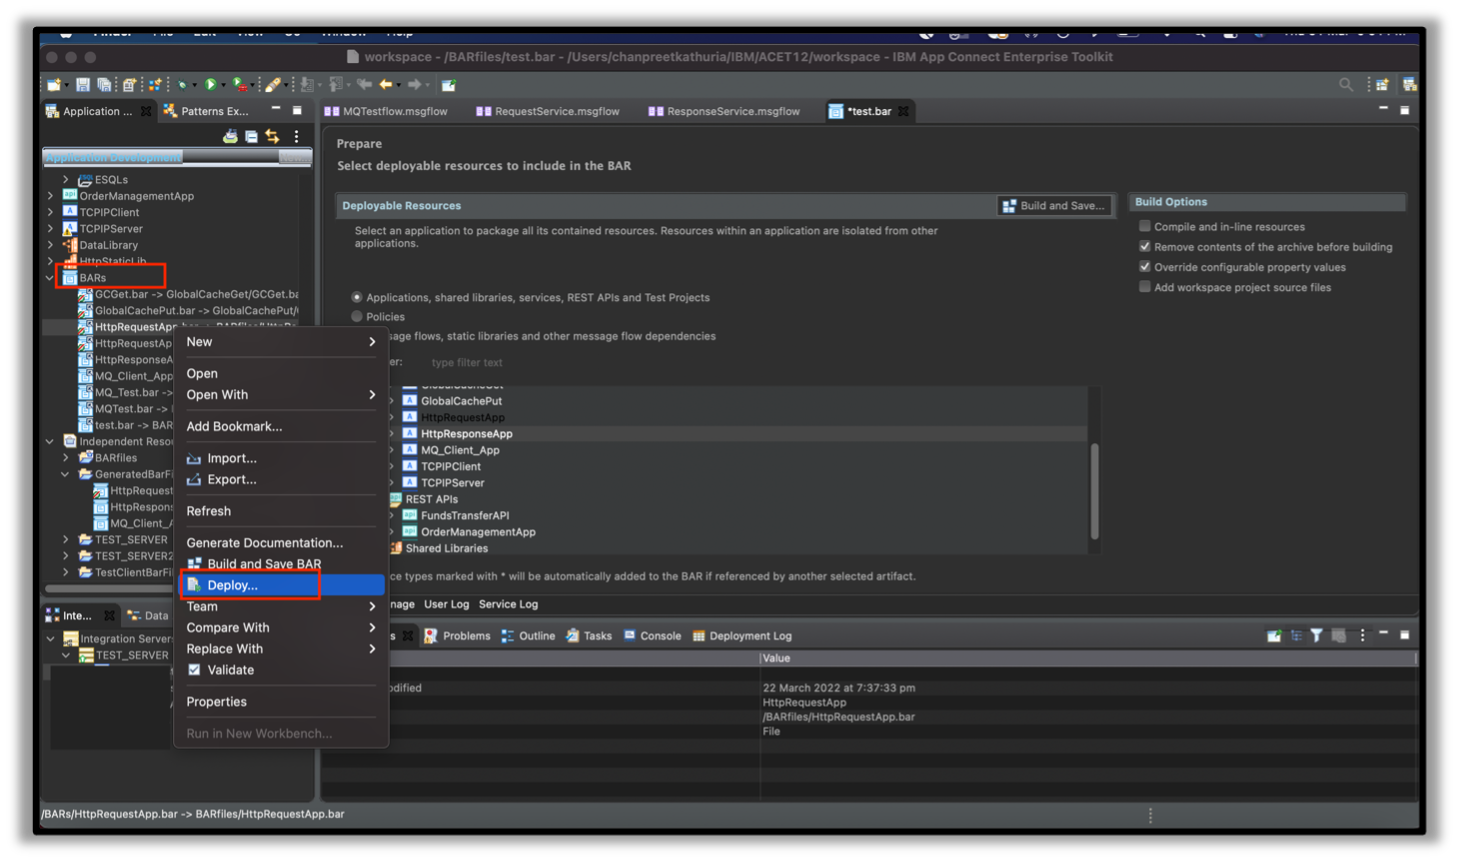 workspace - /BARfiles/test.bar - /Users/chanpreetkathuria/IBM/ACET12/workspace - IBM App Connect Enterprise Toolkit
Application ...
Patterns Ex...
MQTestflow.msgflow
RequestService.msgflow
ResponseService.msgflow
*test.bar
Application Development
New...
ESQLs
OrderManagementApp
TCPIPClient
TCPIPServer
DataLibrary
HttpStaticLib
BARs
GCGet.bar -> GlobalCacheGet/GCGet.ba
GlobalCachePut.bar -> GlobalCachePut/
HttpRequestApp.bar -> BARfiles/HttpRe
HttpRequestAp
HttpResponseA
MQ_Client_App
MQ_Test.bar ->
MQTest.bar ->
test.bar -> BAR
Independent Resou
BARfiles
GeneratedBarFi
HttpRequest
HttpRespon
MQ_Client_A
TEST_SERVER
TEST_SERVER2
TestClientBarFi
Inte...
Data
Integration Server
TEST_SERVER
New
Open
Open With
Add Bookmark...
Import...
Export...
Refresh
Generate Documentation...
Build and Save BAR
Deploy...
Team
Compare With
Replace With
Validate
Properties
Run in New Workbench...
Prepare
Select deployable resources to include in the BAR
Deployable Resources
Build and Save...
Select an application to package all its contained resources. Resources within an application are isolated from other
applications.
Applications, shared libraries, services, REST APIs and Test Projects
Policies
sage flows, static libraries and other message flow dependencies
er:
type filter text
GlobalCacheGet
GlobalCachePut
HttpRequestApp
HttpResponseApp
MQ_Client_App
TCPIPClient
TCPIPServer
REST APIs
FundsTransferAPI
OrderManagementApp
Shared Libraries
ce types marked with * will be automatically added to the BAR if referenced by another selected artifact.
nage User Log Service Log
Build Options
Compile and in-line resources
Remove contents of the archive before building
Override configurable property values
Add workspace project source files
s
Problems
Outline
Tasks
Console
Deployment Log
Value
odified
22 March 2022 at 7:37:33 pm
HttpRequestApp
/BARfiles/HttpRequestApp.bar
File
/BARs/HttpRequestApp.bar -> BARfiles/HttpRequestApp.bar